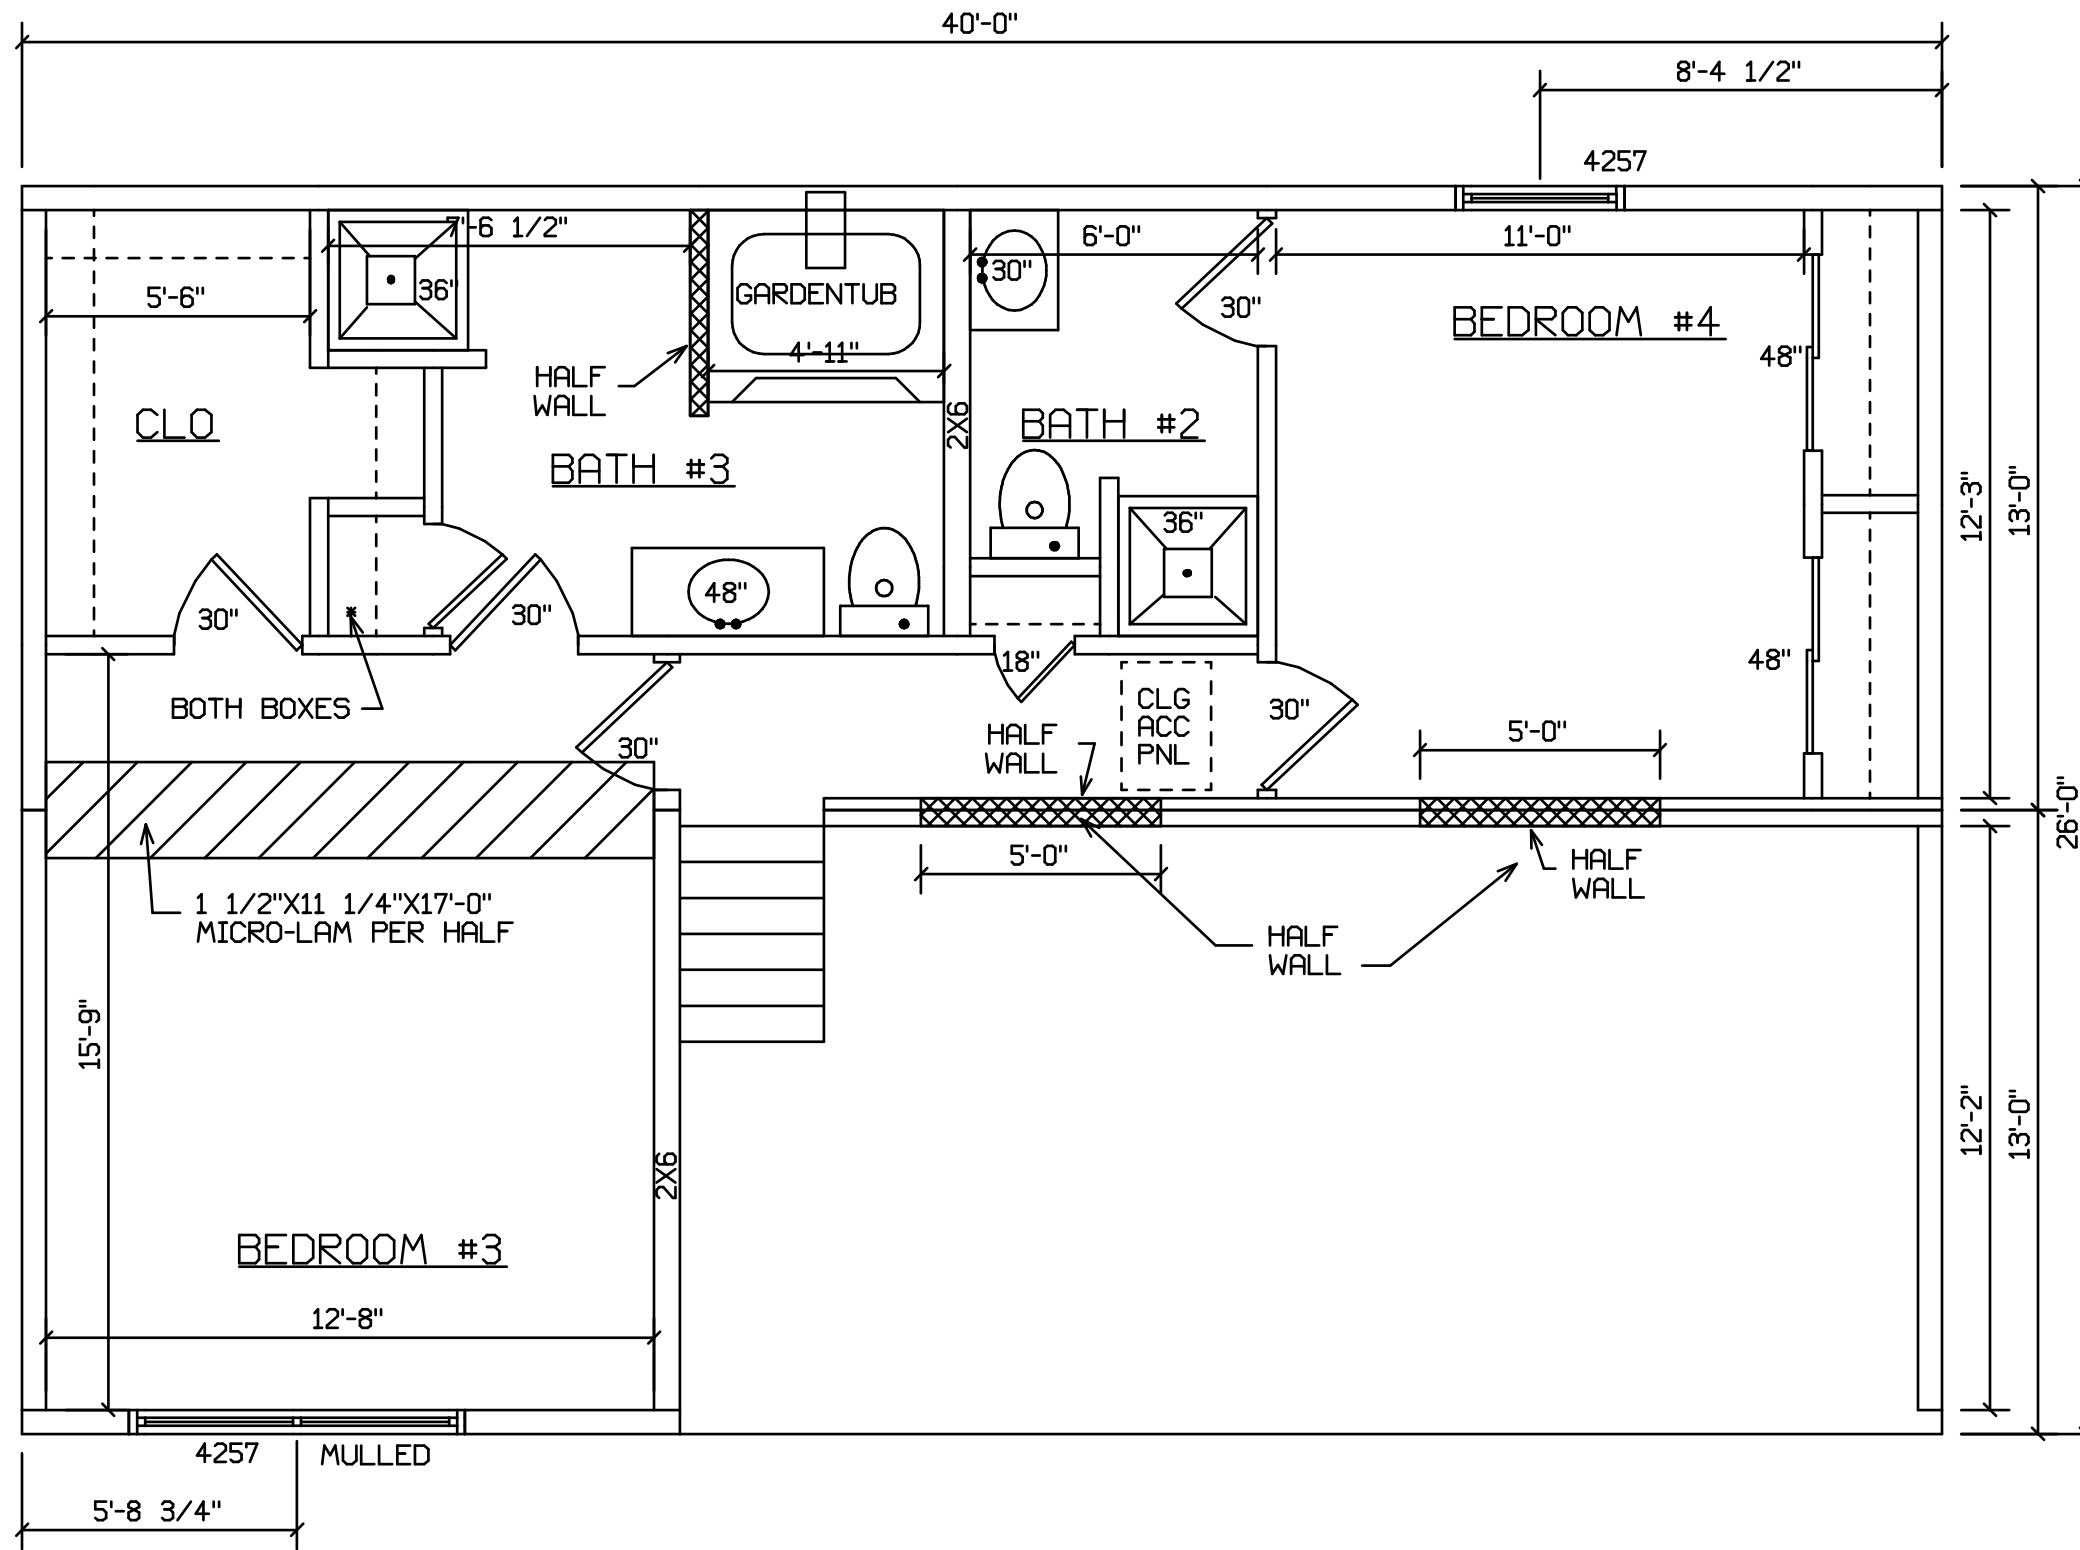 40'-0"
8'-4 1/2"
4257
7'-6 1/2"
6'-0"
11'-0"
30"
36"
GARDENTUB
5'-6"
30"
BEDROOM #4
4'-11"
48"
HALF
WALL
CLO
2X6
BATH #2
BATH #3
12'-3"
13'-0"
36"
48"
30"
30"
18"
48"
BOTH BOXES
CLG
ACC
PNL
30"
30"
HALF
WALL
5'-0"
26'-0"
5'-0"
HALF
WALL
1 1/2"X11 1/4"X17'-0"
MICRO-LAM PER HALF
HALF
WALL
15'-9"
12'-2"
13'-0"
2X6
BEDROOM #3
12'-8"
4257
MULLED
5'-8 3/4"